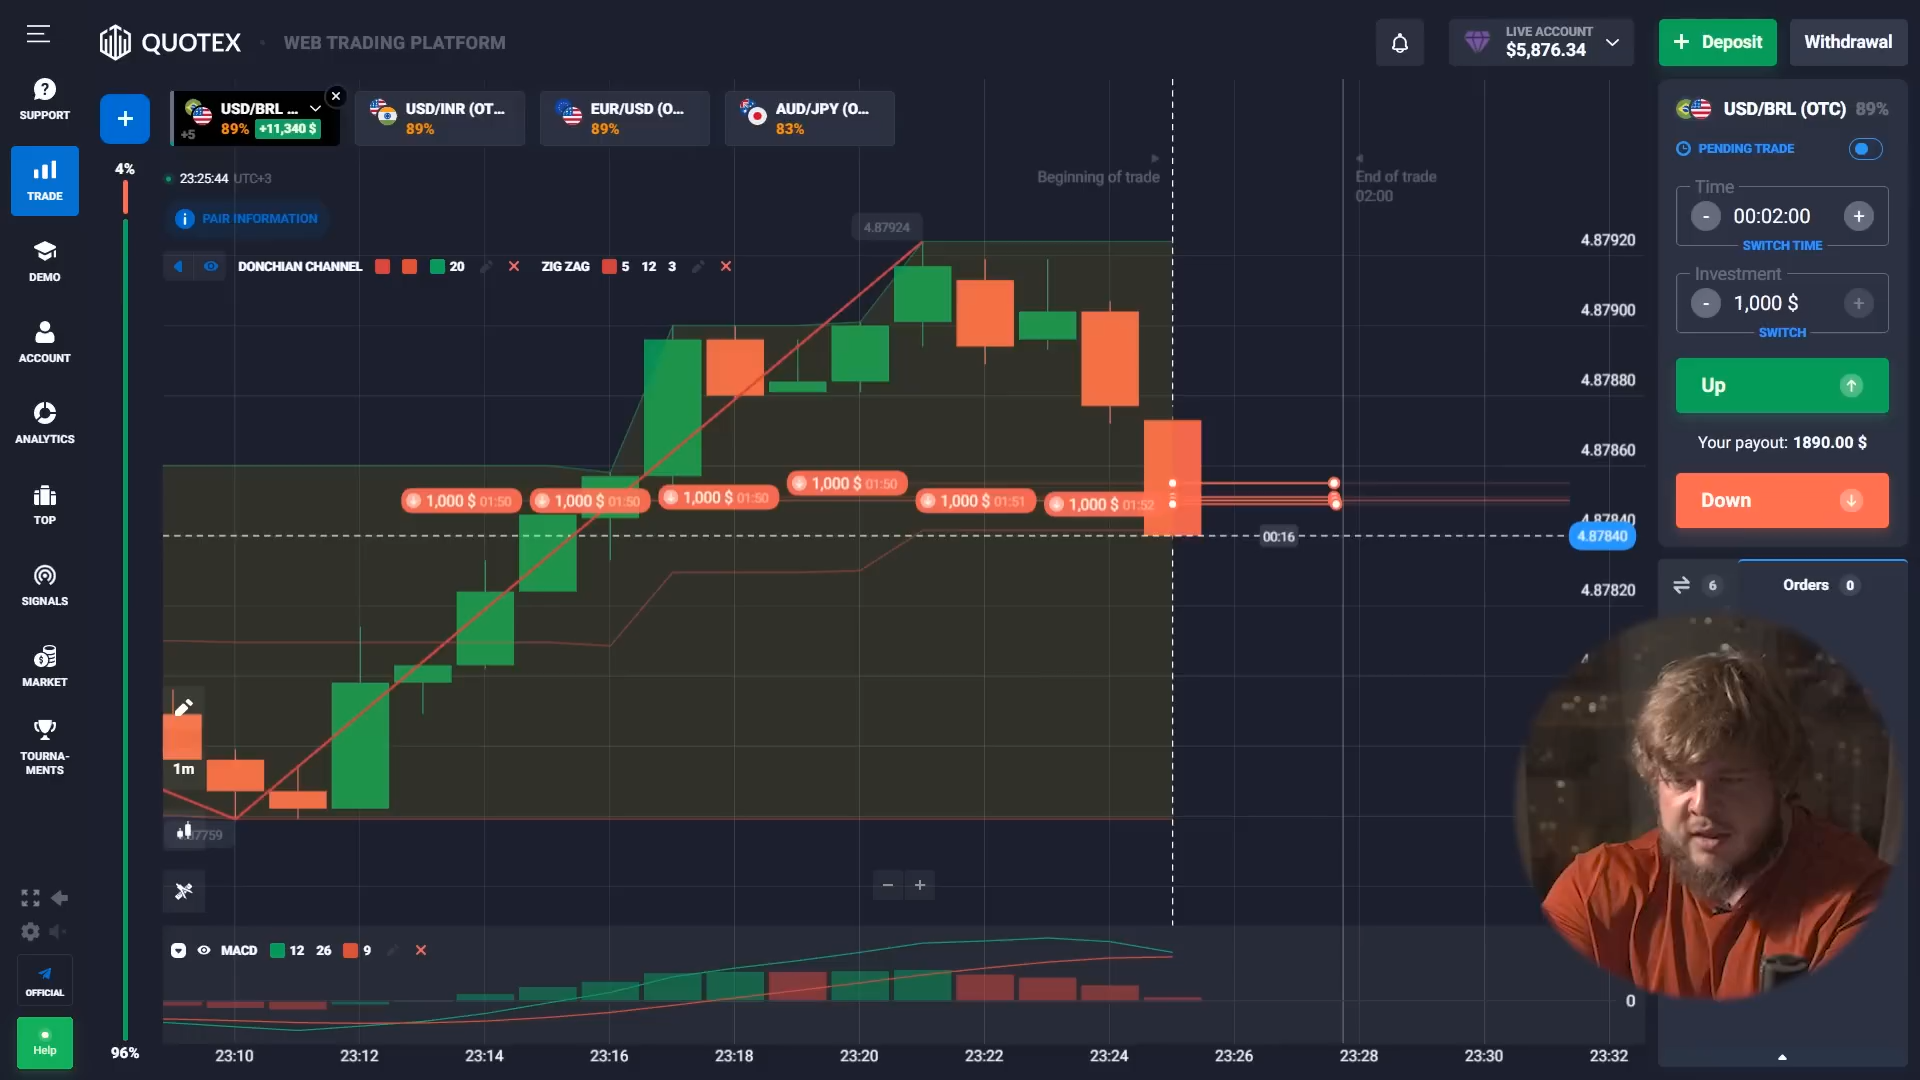 QUOTEX
WEB TRADING PLATFORM
LIVE ACCOUNT
$5,876.34
Deposit
Withdrawal
SUPPORT
TRADE
DEMO
ACCOUNT
ANALYTICS
TOP
SIGNALS
MARKET
TOURNA-
MENTS
OFFICIAL
Help
USD/BRL ...
+5
89%
+11,340 $
USD/INR (OT...
89%
EUR/USD (O...
89%
AUD/JPY (O...
83%
4%
96%
23:25:44 UTC+3
PAIR INFORMATION
DONCHIAN CHANNEL 20
ZIG ZAG 5 12 3
Beginning of trade
End of trade
02:00
4.87924
1,000 $ 01:50
1,000 $ 01:50
1,000 $ 01:50
1,000 $ 01:50
1,000 $ 01:51
1,000 $ 01:52
00:16
4.87920
4.87900
4.87880
4.87860
4.87840
4.87840
4.87820
1m
MACD 12 26 9
0
23:10 23:12 23:14 23:16 23:18 23:20 23:22 23:24 23:26 23:28 23:30 23:32
USD/BRL (OTC) 89%
PENDING TRADE
Time
- 00:02:00 +
SWITCH TIME
Investment
- 1,000 $ +
SWITCH
Up
Your payout: 1890.00 $
Down
6
Orders 0